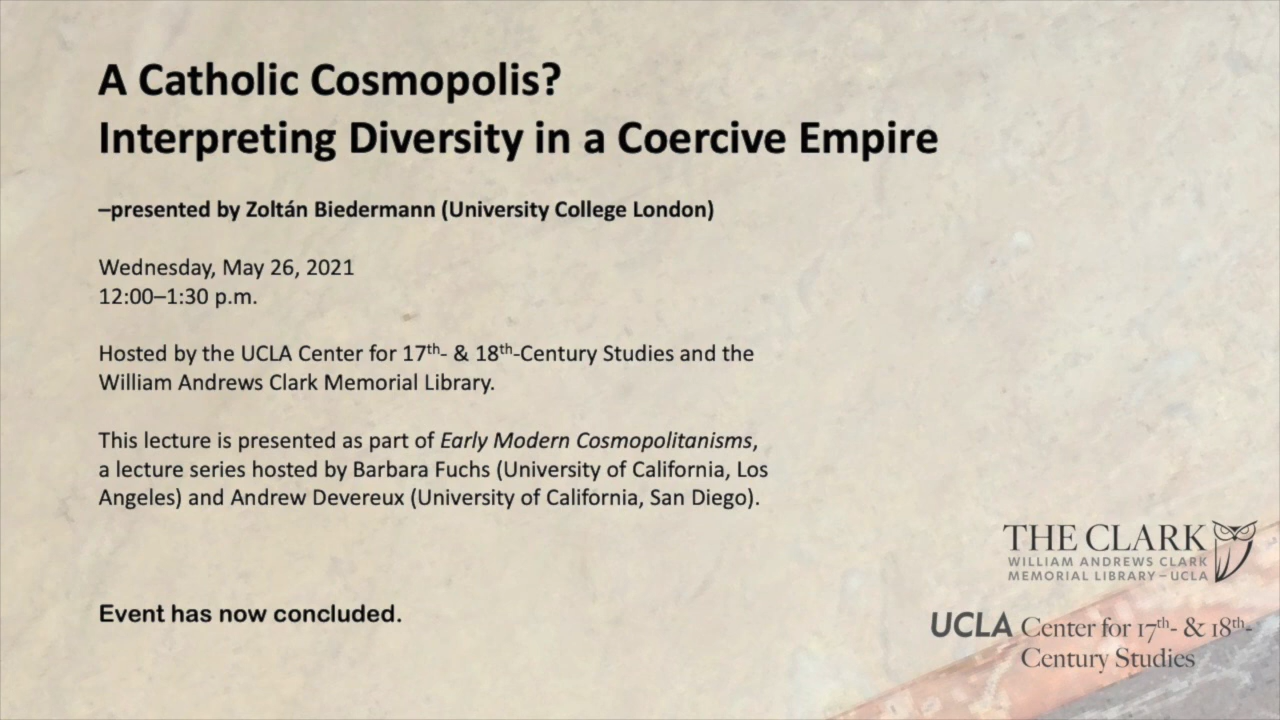 A Catholic Cosmopolis?
Interpreting Diversity in a Coercive Empire
–presented by Zoltán Biedermann (University College London)
Wednesday, May 26, 2021
12:00–1:30 p.m.
Hosted by the UCLA Center for 17th- & 18th-Century Studies and the
William Andrews Clark Memorial Library.
This lecture is presented as part of Early Modern Cosmopolitanisms,
a lecture series hosted by Barbara Fuchs (University of California, Los
Angeles) and Andrew Devereux (University of California, San Diego).
THE CLARK
WILLIAM ANDREWS CLARK
MEMORIAL LIBRARY – UCLA
Event has now concluded.
UCLA Center for 17th- & 18th-
Century Studies